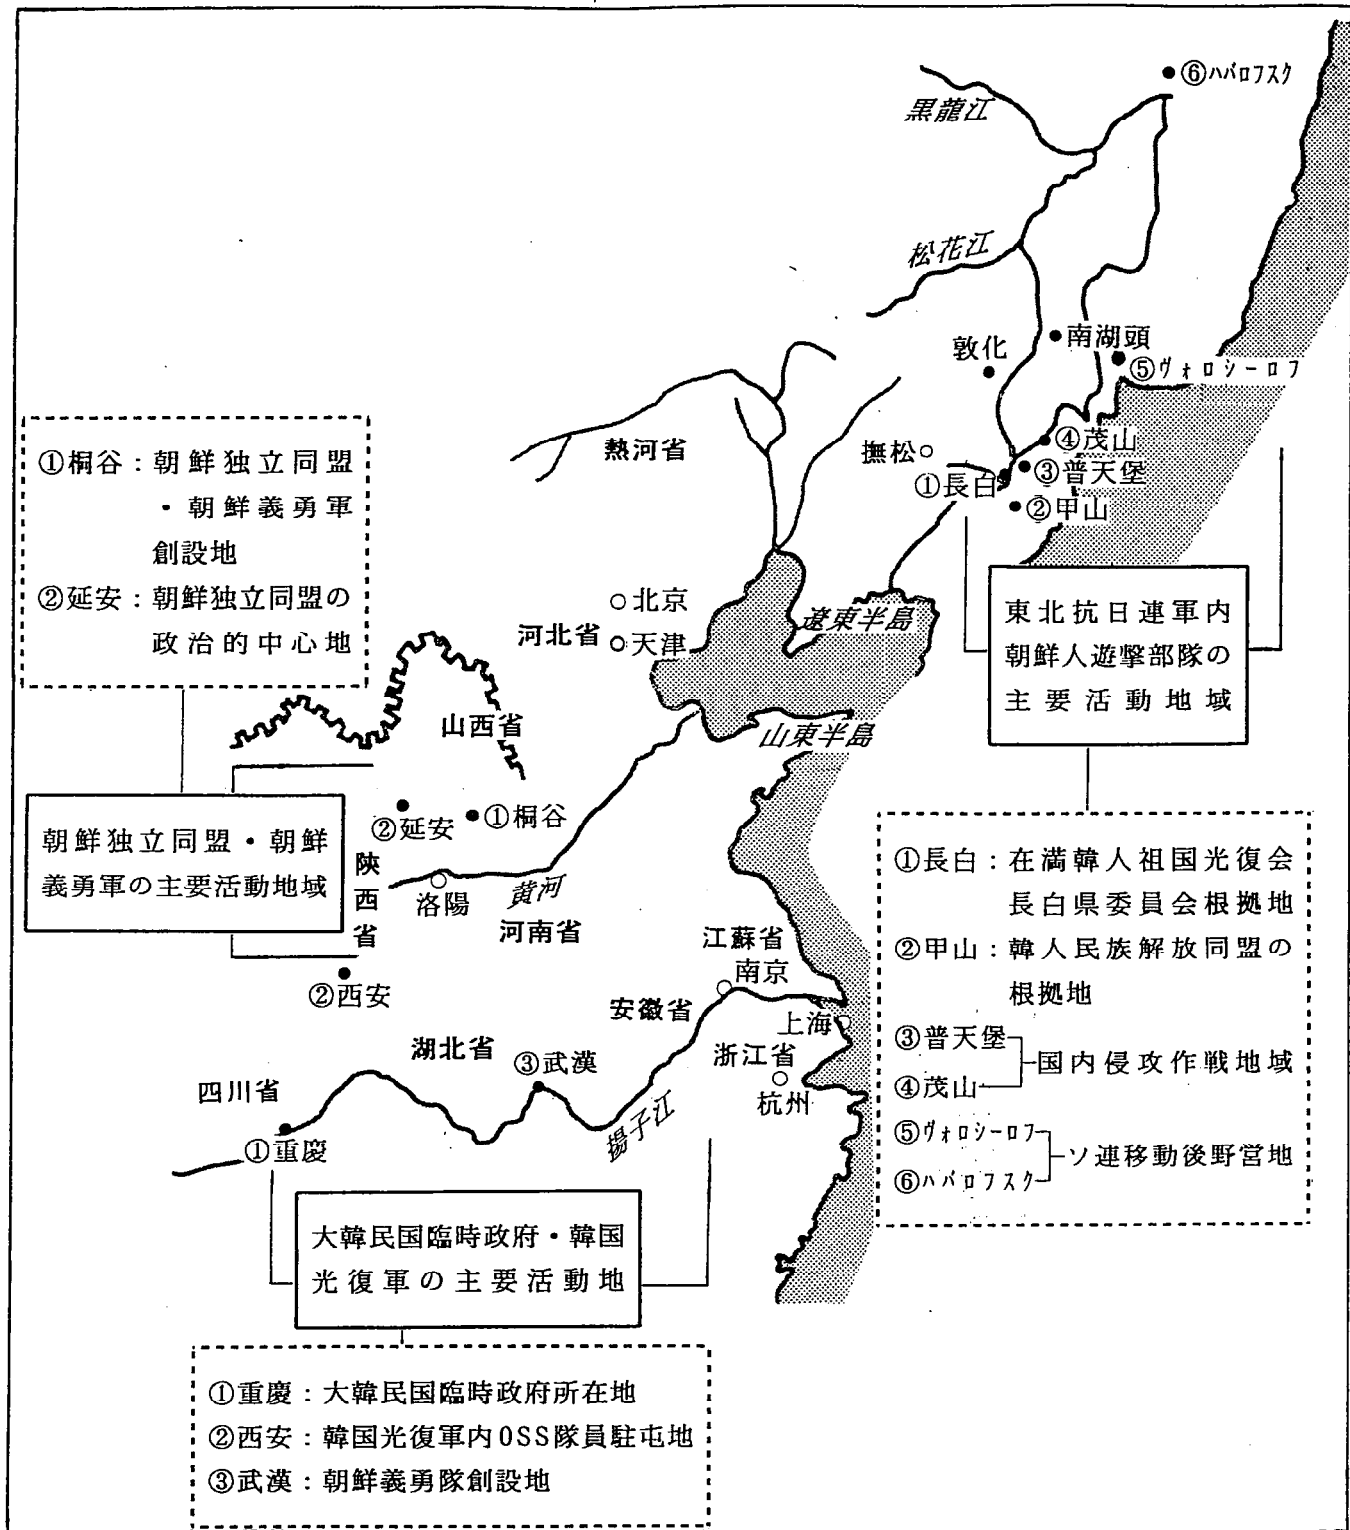 ⑥ハバロフスク
黒龍江
松花江
南湖頭
敦化
⑤ヴォロシーロフ
④茂山
撫松
③普天堡
①長白
②甲山
熱河省
①桐谷：朝鮮独立同盟
・朝鮮義勇軍
創設地
②延安：朝鮮独立同盟の
政治的中心地
北京
河北省
天津
遼東半島
東北抗日連軍内
朝鮮人遊撃部隊の
主要活動地域
山西省
山東半島
朝鮮独立同盟・朝鮮
義勇軍の主要活動地域
②延安
①桐谷
陝西省
洛陽
黄河
河南省
②西安
江蘇省
南京
安徽省
上海
湖北省
浙江省
③武漢
杭州
四川省
揚子江
①重慶
①長白：在満韓人祖国光復会
長白県委員会根拠地
②甲山：韓人民族解放同盟の
根拠地
③普天堡
④茂山
国内侵攻作戦地域
⑤ヴォロシーロフ
⑥ハバロフスク
ソ連移動後野営地
大韓民国臨時政府・韓国
光復軍の主要活動地
①重慶：大韓民国臨時政府所在地
②西安：韓国光復軍内OSS隊員駐屯地
③武漢：朝鮮義勇隊創設地